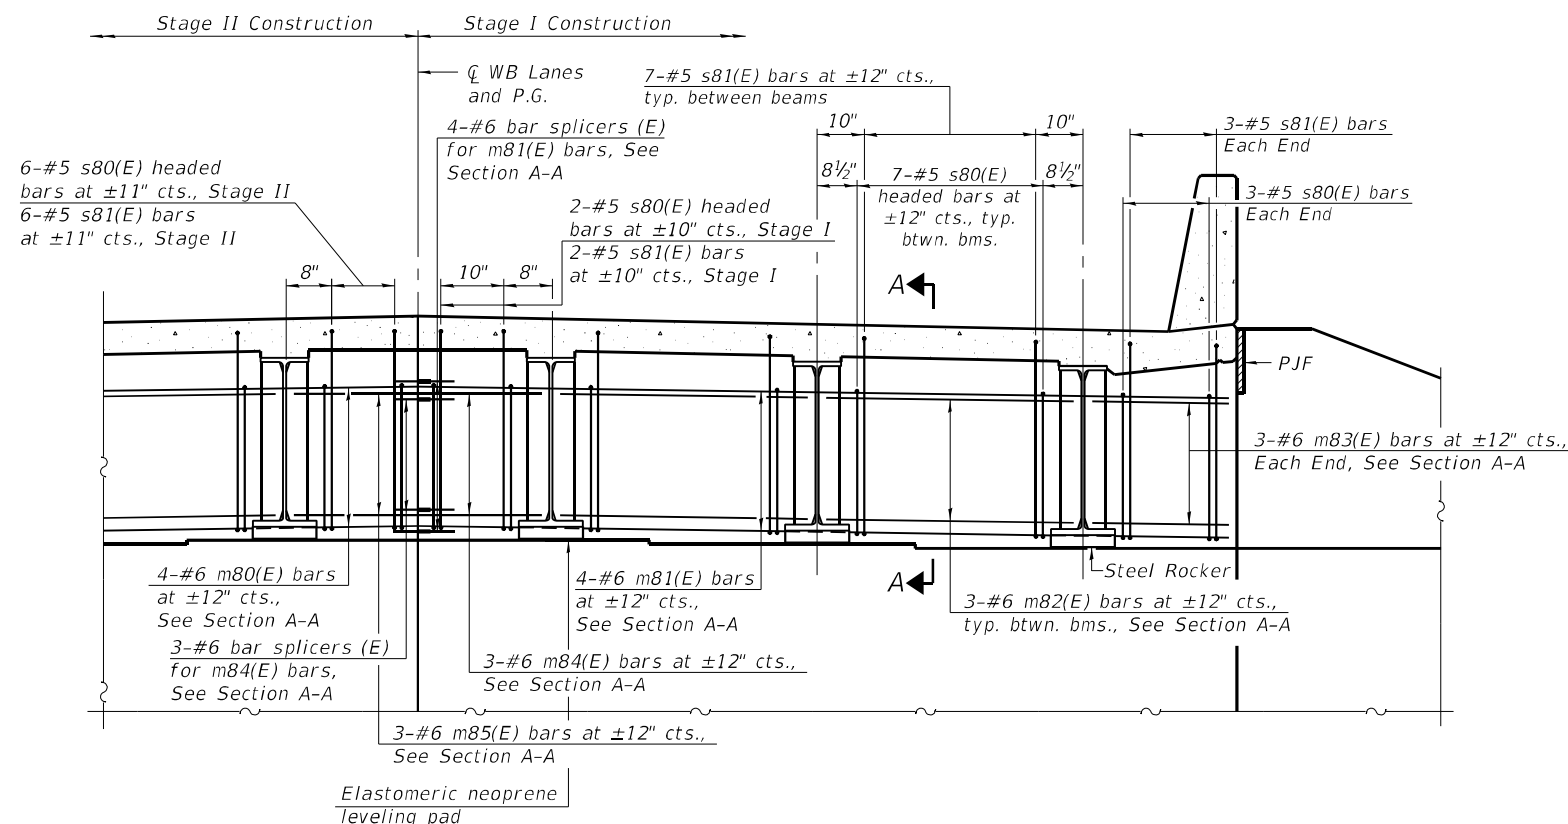 Stage II Construction
Stage I Construction
℄ WB Lanes
and P.G.
7-#5 s81(E) bars at ±12" cts.,
typ. between beams
10"
10"
3-#5 s81(E) bars
Each End
4-#6 bar splicers (E)
for m81(E) bars, See
Section A-A
6-#5 s80(E) headed
bars at ±11" cts., Stage II
6-#5 s81(E) bars
at ±11" cts., Stage II
8½"
7-#5 s80(E)
headed bars at
±12" cts., typ.
btwn. bms.
8½"
3-#5 s80(E) bars
Each End
2-#5 s80(E) headed
bars at ±10" cts., Stage I
2-#5 s81(E) bars
at ±10" cts., Stage I
8"
10"
8"
A
PJF
3-#6 m83(E) bars at ±12" cts.,
Each End, See Section A-A
A
Steel Rocker
4-#6 m80(E) bars
at ±12" cts.,
See Section A-A
4-#6 m81(E) bars
at ±12" cts.,
See Section A-A
3-#6 m82(E) bars at ±12" cts.,
typ. btwn. bms., See Section A-A
3-#6 bar splicers (E)
for m84(E) bars,
See Section A-A
3-#6 m84(E) bars at ±12" cts.,
See Section A-A
3-#6 m85(E) bars at ±12" cts.,
See Section A-A
Elastomeric neoprene
leveling pad